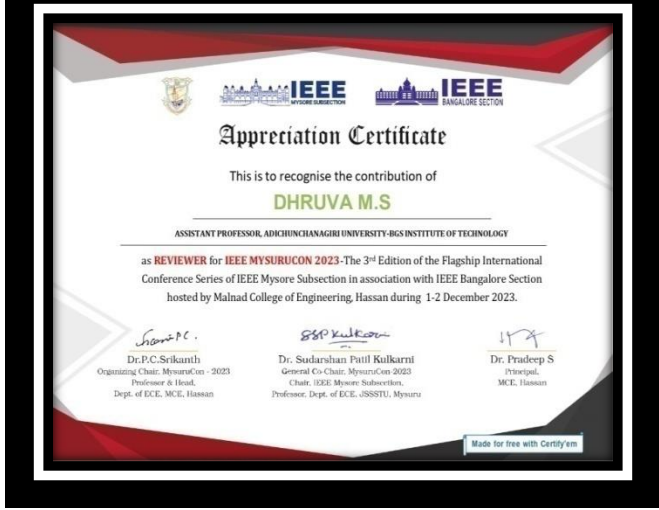 IEEE
MYSORE SUBSECTION
IEEE
BANGALORE SECTION
Appreciation Certificate
This is to recognise the contribution of
DHRUVA M.S
ASSISTANT PROFESSOR, ADICHUNCHANAGIRI UNIVERSITY-BGS INSTITUTE OF TECHNOLOGY
as REVIEWER for IEEE MYSURUCON 2023-The 3rd Edition of the Flagship International
Conference Series of IEEE Mysore Subsection in association with IEEE Bangalore Section
hosted by Malnad College of Engineering, Hassan during 1-2 December 2023.
SSP Kulkarni
Dr.P.C.Srikanth
Organizing Chair, MysuruCon - 2023
Professor & Head,
Dept. of ECE, MCE, Hassan
Dr. Sudarshan Patil Kulkarni
General Co-Chair, MysuruCon-2023
Chair, IEEE Mysore Subsection,
Professor, Dept. of ECE, JSSSTU, Mysuru
Dr. Pradeep S
Principal,
MCE, Hassan
Made for free with Certify'em